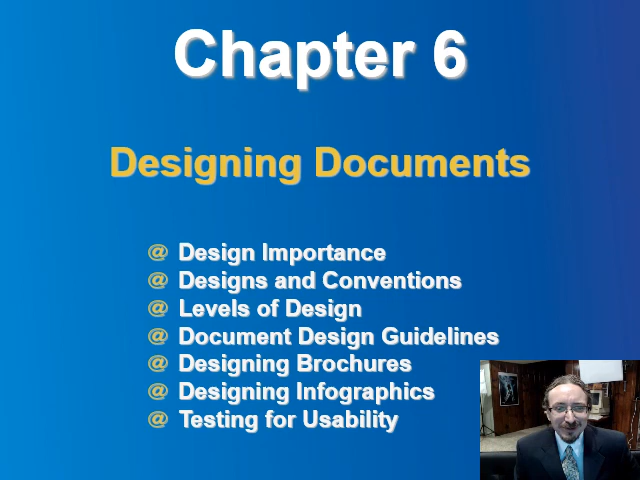 Chapter 6
Designing Documents
@ Design Importance
@ Designs and Conventions
@ Levels of Design
@ Document Design Guidelines
@ Designing Brochures
@ Designing Infographics
@ Testing for Usability